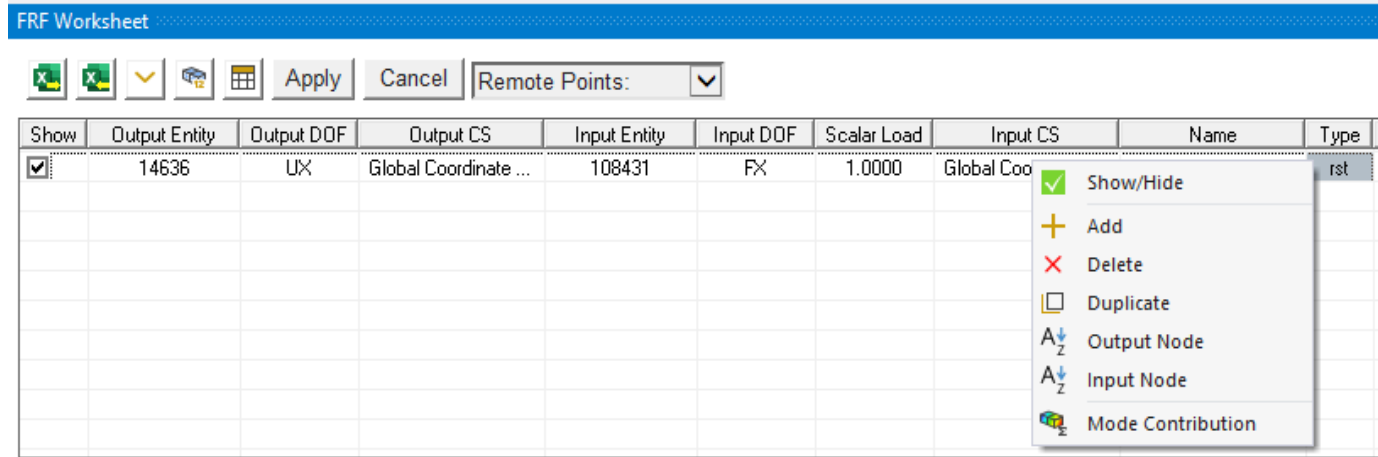 FRF Worksheet
12 Apply Cancel Remote Points:
Show Output Entity Output DOF Output CS Input Entity Input DOF Scalar Load Input CS Name Type
14636 UX Global Coordinate ... 108431 FX 1.0000 Global Coo rst
Show/Hide
Add
Delete
Duplicate
A Z Output Node
A Z Input Node
Σ Mode Contribution